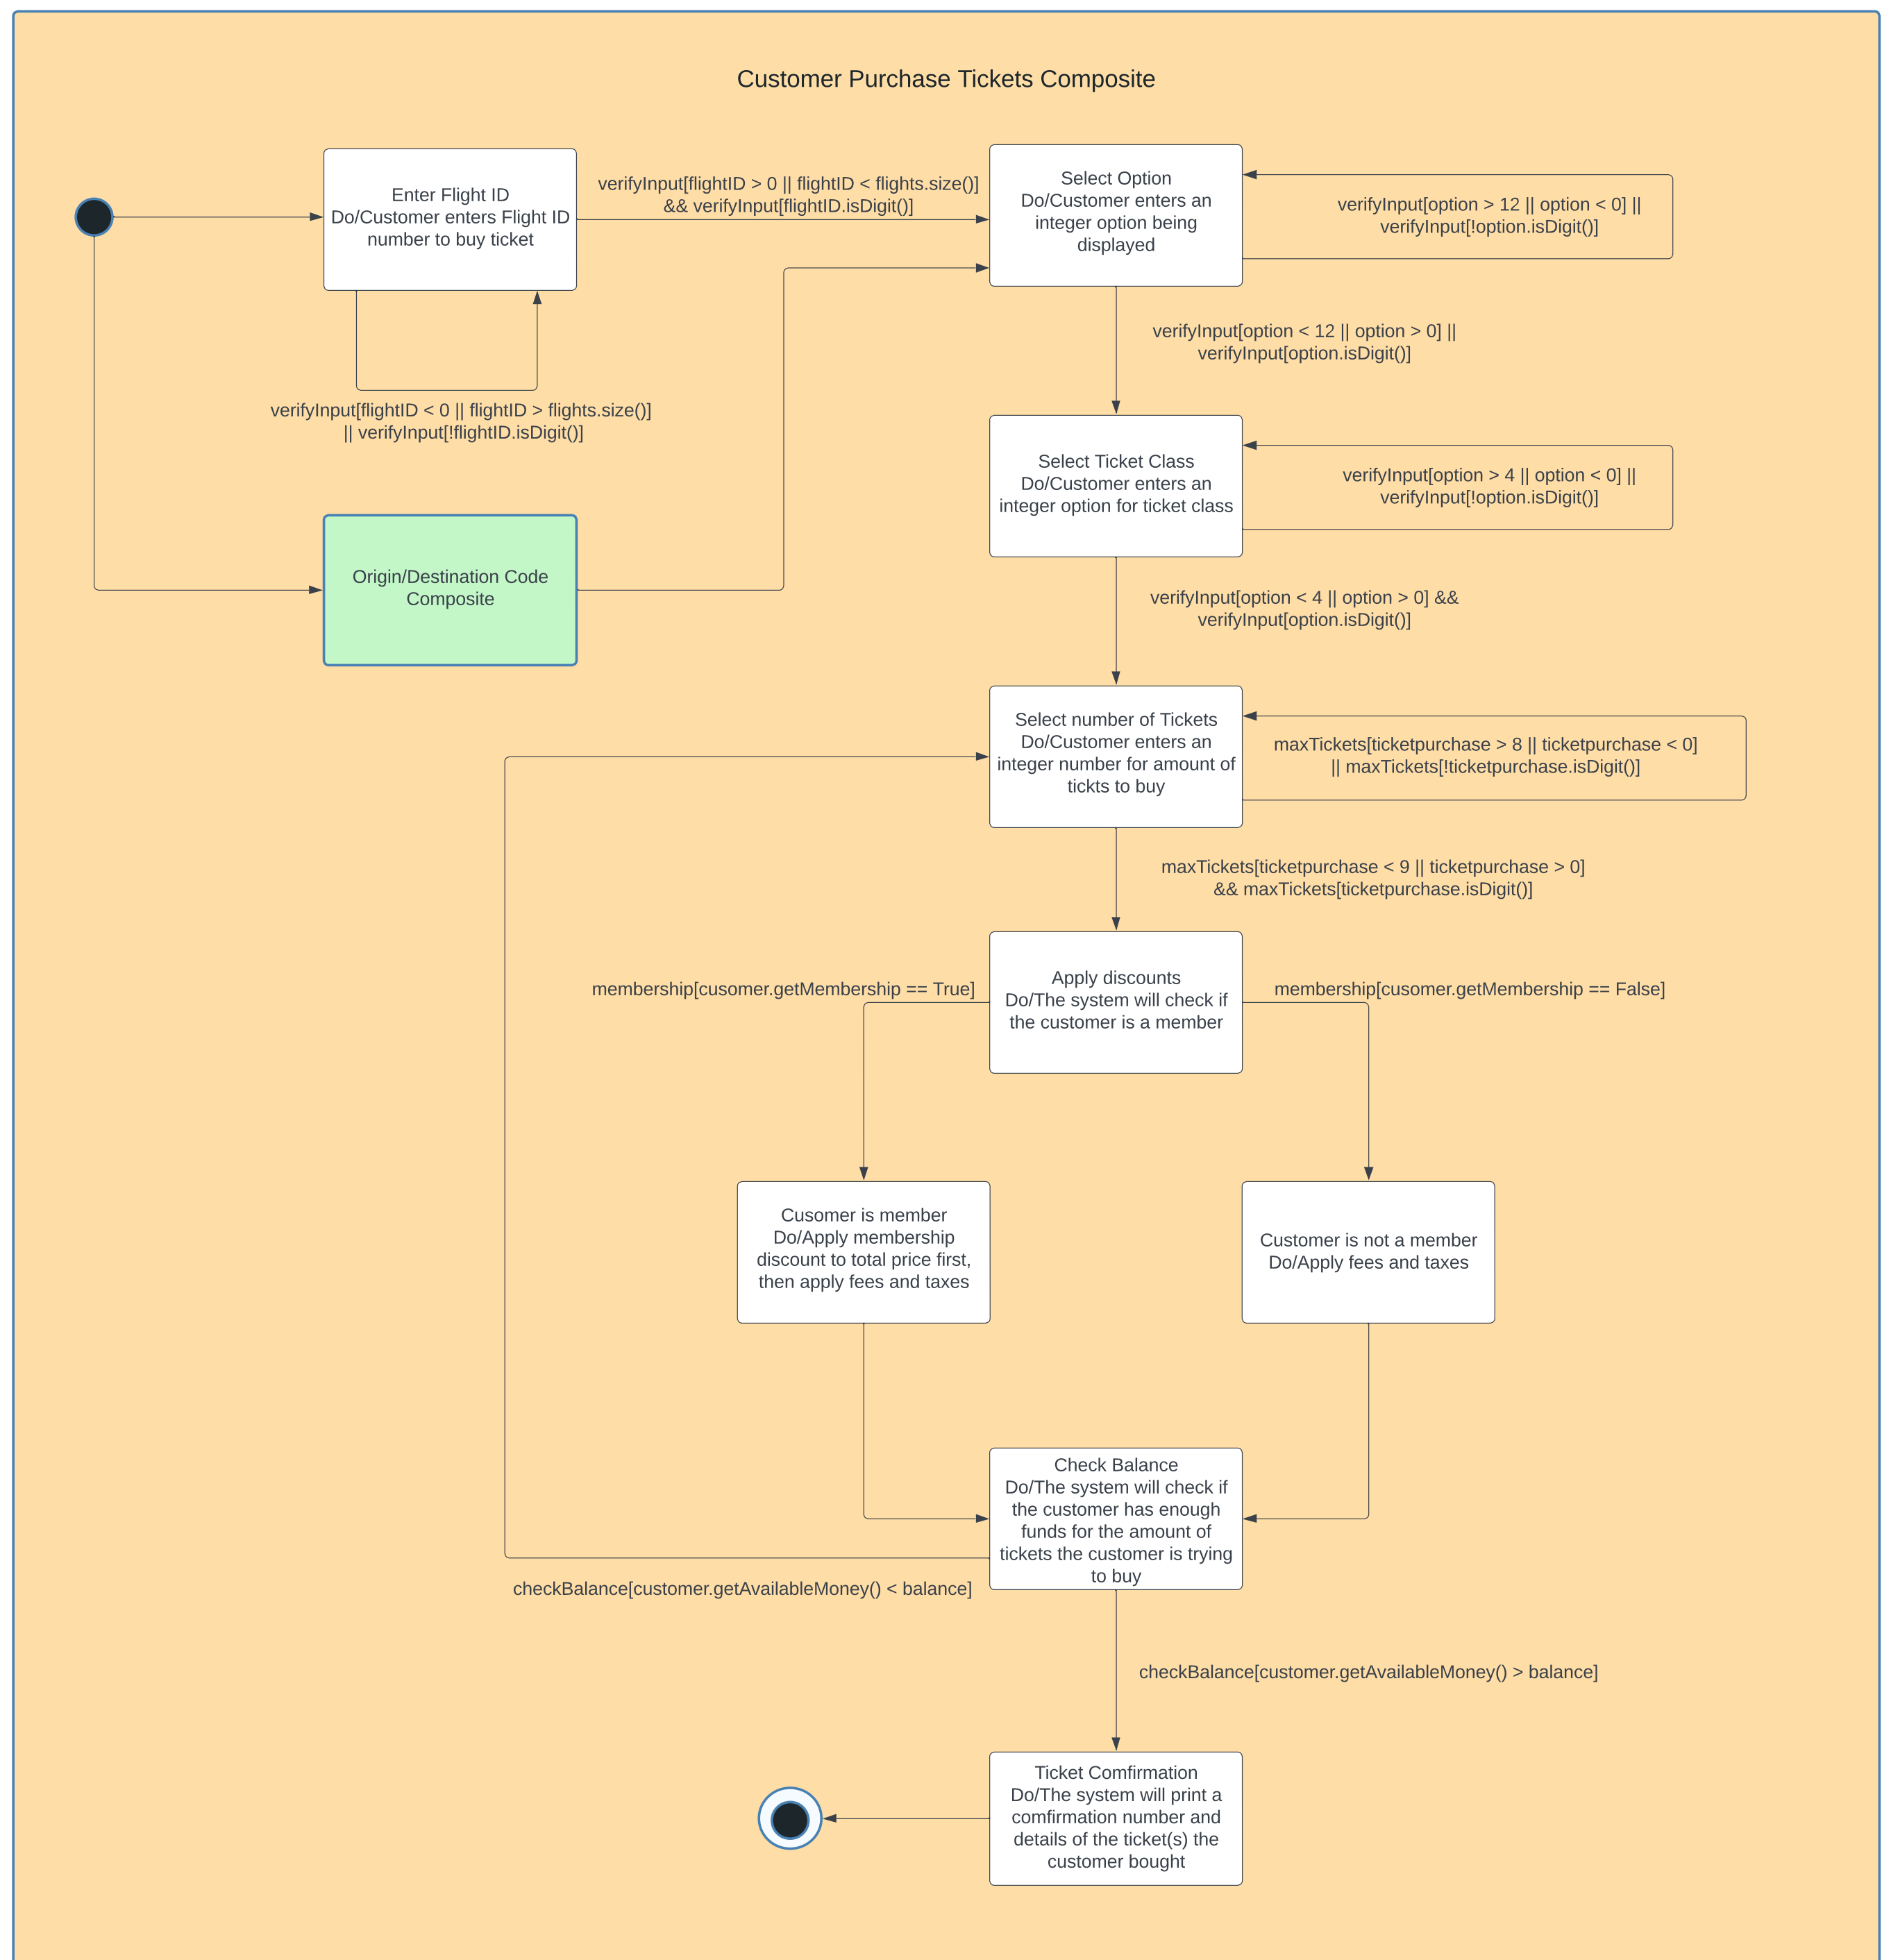 Customer Purchase Tickets Composite
Enter Flight ID
Do/Customer enters Flight ID
number to buy ticket
verifyInput[flightID > 0 || flightID < flights.size()]
&& verifyInput[flightID.isDigit()]
Select Option
Do/Customer enters an
integer option being
displayed
verifyInput[option > 12 || option < 0] ||
verifyInput[!option.isDigit()]
verifyInput[flightID < 0 || flightID > flights.size()]
|| verifyInput[!flightID.isDigit()]
verifyInput[option < 12 || option > 0] ||
verifyInput[option.isDigit()]
Select Ticket Class
Do/Customer enters an
integer option for ticket class
verifyInput[option > 4 || option < 0] ||
verifyInput[!option.isDigit()]
Origin/Destination Code
Composite
verifyInput[option < 4 || option > 0] &&
verifyInput[option.isDigit()]
Select number of Tickets
Do/Customer enters an
integer number for amount of
tickts to buy
maxTickets[ticketpurchase > 8 || ticketpurchase < 0]
|| maxTickets[!ticketpurchase.isDigit()]
maxTickets[ticketpurchase < 9 || ticketpurchase > 0]
&& maxTickets[ticketpurchase.isDigit()]
membership[cusomer.getMembership == True]
Apply discounts
Do/The system will check if
the customer is a member
membership[cusomer.getMembership == False]
Cusomer is member
Do/Apply membership
discount to total price first,
then apply fees and taxes
Customer is not a member
Do/Apply fees and taxes
Check Balance
Do/The system will check if
the customer has enough
funds for the amount of
tickets the customer is trying
to buy
checkBalance[customer.getAvailableMoney() < balance]
checkBalance[customer.getAvailableMoney() > balance]
Ticket Comfirmation
Do/The system will print a
comfirmation number and
details of the ticket(s) the
customer bought